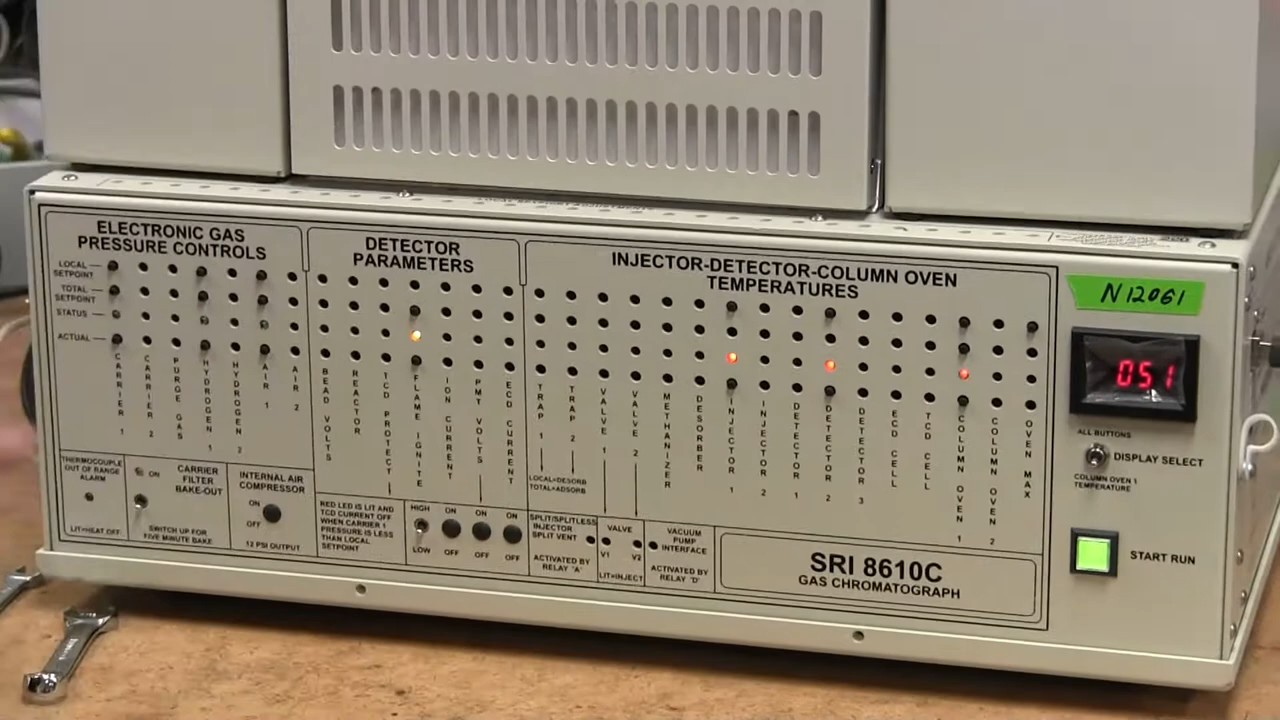 ELECTRONIC GAS
PRESSURE CONTROLS
LOCAL
SETPOINT
TOTAL
SETPOINT
STATUS
ACTUAL
CARRIER 1
CARRIER 2
PURGE GAS
HYDROGEN 1
HYDROGEN 2
AIR 1
AIR 2
DETECTOR
PARAMETERS
BEAD VOLTS
REACTOR
TCD PROTECT
FLAME IGNITE
ION CURRENT
PMT VOLTS
ECD CURRENT
INJECTOR-DETECTOR-COLUMN OVEN
TEMPERATURES
TRAP 1
TRAP 2
VALVE 1
VALVE 2
METHANIZER
DESORBER
INJECTOR 1
INJECTOR 2
DETECTOR 1
DETECTOR 2
DETECTOR 3
ECD CELL
TCD CELL
COLUMN OVEN 1
COLUMN OVEN 2
OVEN MAX
LOCAL=DESORB
TOTAL=ADSORB
THERMOCOUPLE
OUT OF RANGE
ALARM
LIT=HEAT OFF
ON
CARRIER
FILTER
BAKE-OUT
SWITCH UP FOR
FIVE MINUTE BAKE
INTERNAL AIR
COMPRESSOR
ON
OFF
12 PSI OUTPUT
RED LED IS LIT AND
TCD CURRENT OFF
WHEN CARRIER 1
PRESSURE IS LESS
THAN LOCAL
SETPOINT
HIGH
LOW
ON
OFF
ON
OFF
ON
OFF
SPLIT/SPLITLESS
INJECTOR
SPLIT VENT
ACTIVATED BY
RELAY "A"
VALVE
V1 V2
LIT=INJECT
VACUUM
PUMP
INTERFACE
ACTIVATED BY
RELAY "D"
SRI 8610C
GAS CHROMATOGRAPH
N12061
051
ALL BUTTONS
DISPLAY SELECT
COLUMN OVEN 1
TEMPERATURE
START RUN